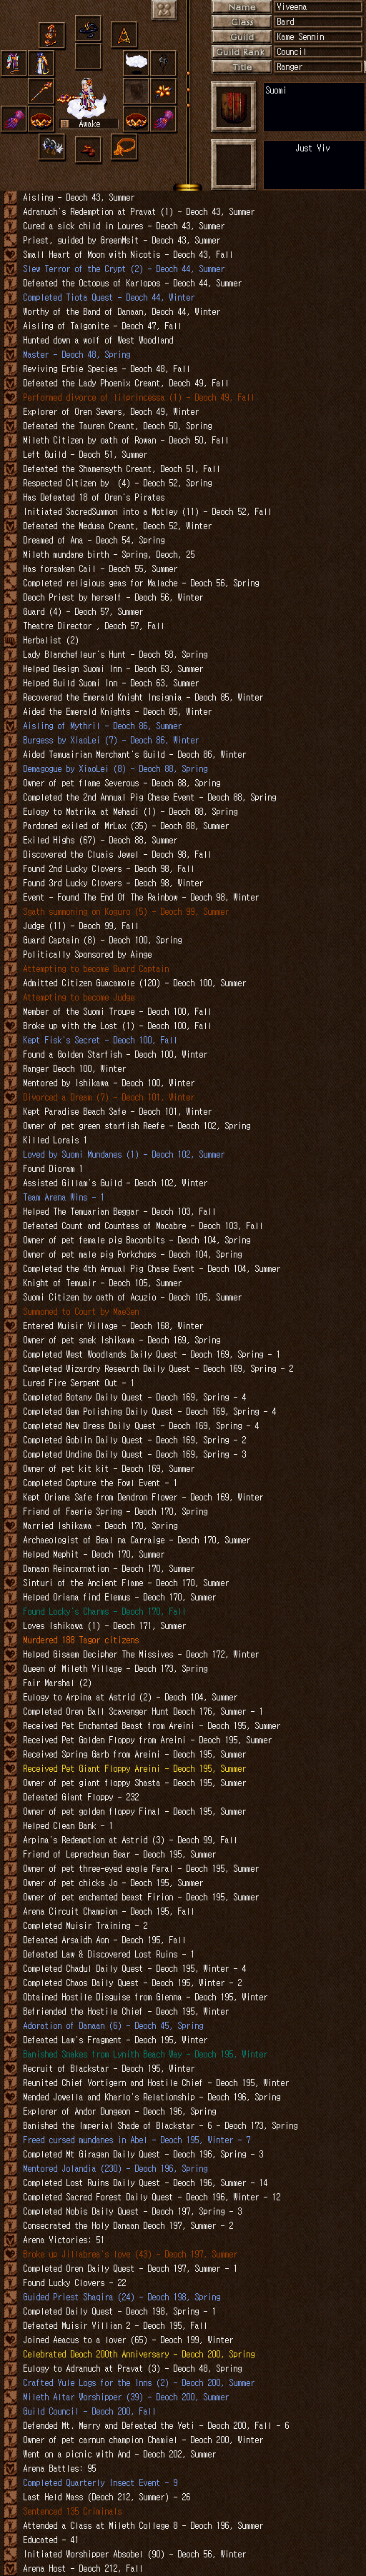 Name
Viveena
Class
Bard
Guild
Kame Sennin
Guild Rank
Council
Title
Ranger
Awake
Suomi
Just Viv
Aisling - Deoch 43, Summer
Adranuch's Redemption at Pravat (1) - Deoch 43, Summer
Cured a sick child in Loures - Deoch 43, Summer
Priest, guided by GreenMsit - Deoch 43, Summer
Small Heart of Moon with Nicotis - Deoch 43, Fall
Slew Terror of the Crypt (2) - Deoch 44, Summer
Defeated the Octopus of Karlopos - Deoch 44, Summer
Completed Tiota Quest - Deoch 44, Winter
Worthy of the Band of Danaan, Deoch 44, Winter
Aisling of Talgonite - Deoch 47, Fall
Hunted down a wolf of West Woodland
Master - Deoch 48, Spring
Reviving Erbie Species - Deoch 48, Fall
Defeated the Lady Phoenix Creant, Deoch 49, Fall
Performed divorce of lilprincessa (1) - Deoch 49, Fall
Explorer of Oren Sewers, Deoch 49, Winter
Defeated the Tauren Creant, Deoch 50, Spring
Mileth Citizen by oath of Rowan - Deoch 50, Fall
Left Guild - Deoch 51, Summer
Defeated the Shamensyth Creant, Deoch 51, Fall
Respected Citizen by  (4) - Deoch 52, Spring
Has Defeated 18 of Oren's Pirates
Initiated SacredSummon into a Motley (11) - Deoch 52, Fall
Defeated the Medusa Creant, Deoch 52, Winter
Dreamed of Ana - Deoch 54, Spring
Mileth mundane birth - Spring, Deoch, 25
Has forsaken Cail - Deoch 55, Summer
Completed religious geas for Malache - Deoch 56, Spring
Deoch Priest by herself - Deoch 56, Winter
Guard (4) - Deoch 57, Summer
Theatre Director , Deoch 57, Fall
Herbalist (2)
Lady Blanchefleur's Hunt - Deoch 58, Spring
Helped Design Suomi Inn - Deoch 63, Summer
Helped Build Suomi Inn - Deoch 63, Summer
Recovered the Emerald Knight Insignia - Deoch 85, Winter
Aided the Emerald Knights - Deoch 85, Winter
Aisling of Mythril - Deoch 86, Summer
Burgess by XiaoLei (7) - Deoch 86, Winter
Aided Temuairian Merchant's Guild - Deoch 86, Winter
Demagogue by XiaoLei (8) - Deoch 88, Spring
Owner of pet flame Severous - Deoch 88, Spring
Completed the 2nd Annual Pig Chase Event - Deoch 88, Spring
Eulogy to Matrika at Mehadi (1) - Deoch 88, Spring
Pardoned exiled of MrLax (35) - Deoch 88, Summer
Exiled Highs (67) - Deoch 88, Summer
Discovered the Cluais Jewel - Deoch 98, Fall
Found 2nd Lucky Clovers - Deoch 98, Fall
Found 3rd Lucky Clovers - Deoch 98, Winter
Event - Found The End Of The Rainbow - Deoch 98, Winter
Sgath summoning on Koguro (5) - Deoch 99, Summer
Judge (11) - Deoch 99, Fall
Guard Captain (8) - Deoch 100, Spring
Politically Sponsored by Ainge
Attempting to become Guard Captain
Admitted Citizen Guacamole (120) - Deoch 100, Summer
Attempting to become Judge
Member of the Suomi Troupe - Deoch 100, Fall
Broke up with the Lost (1) - Deoch 100, Fall
Kept Fisk's Secret - Deoch 100, Fall
Found a Golden Starfish - Deoch 100, Winter
Ranger Deoch 100, Winter
Mentored by Ishikawa - Deoch 100, Winter
Divorced a Dream (7) - Deoch 101, Winter
Kept Paradise Beach Safe - Deoch 101, Winter
Owner of pet green starfish Reefe - Deoch 102, Spring
Killed Lorais 1
Loved by Suomi Mundanes (1) - Deoch 102, Summer
Found Dioram 1
Assisted Gillam's Guild - Deoch 102, Winter
Team Arena Wins - 1
Helped The Temuarian Beggar - Deoch 103, Fall
Defeated Count and Countess of Macabre - Deoch 103, Fall
Owner of pet female pig Baconbits - Deoch 104, Spring
Owner of pet male pig Porkchops - Deoch 104, Spring
Completed the 4th Annual Pig Chase Event - Deoch 104, Summer
Knight of Temuair - Deoch 105, Summer
Suomi Citizen by oath of Acuzio - Deoch 105, Summer
Summoned to Court by MaeSen
Entered Muisir Village - Deoch 168, Winter
Owner of pet snek Ishikawa - Deoch 169, Spring
Completed West Woodlands Daily Quest - Deoch 169, Spring - 1
Completed Wizardry Research Daily Quest - Deoch 169, Spring - 2
Lured Fire Serpent Out - 1
Completed Botany Daily Quest - Deoch 169, Spring - 4
Completed Gem Polishing Daily Quest - Deoch 169, Spring - 4
Completed New Dress Daily Quest - Deoch 169, Spring - 4
Completed Goblin Daily Quest - Deoch 169, Spring - 2
Completed Undine Daily Quest - Deoch 169, Spring - 3
Owner of pet kit kit - Deoch 169, Summer
Completed Capture the Fowl Event - 1
Kept Oriana Safe from Dendron Flower - Deoch 169, Winter
Friend of Faerie Spring - Deoch 170, Spring
Married Ishikawa - Deoch 170, Spring
Archaeologist of Beal na Carraige - Deoch 170, Summer
Helped Mephit - Deoch 170, Summer
Danaan Reincarnation - Deoch 170, Summer
Sinturi of the Ancient Flame - Deoch 170, Summer
Helped Oriana find Elemus - Deoch 170, Summer
Found Locky's Charms - Deoch 170, Fall
Loves Ishikawa (1) - Deoch 171, Summer
Murdered 188 Tagor citizens
Helped Gisaem Decipher The Missives - Deoch 172, Winter
Queen of Mileth Village - Deoch 173, Spring
Fair Marshal (2)
Eulogy to Arpina at Astrid (2) - Deoch 104, Summer
Completed Oren Ball Scavenger Hunt Deoch 176, Summer - 1
Received Pet Enchanted Beast from Areini - Deoch 195, Summer
Received Pet Golden Floppy from Areini - Deoch 195, Summer
Received Spring Garb from Areini - Deoch 195, Summer
Received Pet Giant Floppy Areini - Deoch 195, Summer
Owner of pet giant floppy Shasta - Deoch 195, Summer
Defeated Giant Floppy - 232
Owner of pet golden floppy Final - Deoch 195, Summer
Helped Clean Bank - 1
Arpina's Redemption at Astrid (3) - Deoch 99, Fall
Friend of Leprechaun Bear - Deoch 195, Summer
Owner of pet three-eyed eagle Feral - Deoch 195, Summer
Owner of pet chicks Jo - Deoch 195, Summer
Owner of pet enchanted beast Firion - Deoch 195, Summer
Arena Circuit Champion - Deoch 195, Fall
Completed Muisir Training - 2
Defeated Arsaidh Aon - Deoch 195, Fall
Defeated Law & Discovered Lost Ruins - 1
Completed Chadul Daily Quest - Deoch 195, Winter - 4
Completed Chaos Daily Quest - Deoch 195, Winter - 2
Obtained Hostile Disguise from Glenna - Deoch 195, Winter
Befriended the Hostile Chief - Deoch 195, Winter
Adoration of Danaan (6) - Deoch 45, Spring
Defeated Law's Fragment - Deoch 195, Winter
Banished Snakes from Lynith Beach Way - Deoch 195, Winter
Recruit of Blackstar - Deoch 195, Winter
Reunited Chief Vortigern and Hostile Chief - Deoch 195, Winter
Mended Jowella and Kharlo's Relationship - Deoch 196, Spring
Explorer of Andor Dungeon - Deoch 196, Spring
Banished the Imperial Shade of Blackstar - 6 - Deoch 173, Spring
Freed cursed mundanes in Abel - Deoch 195, Winter - 7
Completed Mt Giragan Daily Quest - Deoch 196, Spring - 3
Mentored Jolandia (230) - Deoch 196, Spring
Completed Lost Ruins Daily Quest - Deoch 196, Summer - 14
Completed Sacred Forest Daily Quest - Deoch 196, Winter - 12
Completed Nobis Daily Quest - Deoch 197, Spring - 3
Consecrated the Holy Danaan Deoch 197, Summer - 2
Arena Victories: 51
Broke up Jillabrea's love (43) - Deoch 197, Summer
Completed Oren Daily Quest - Deoch 197, Summer - 1
Found Lucky Clovers - 22
Guided Priest Shaqira (24) - Deoch 198, Spring
Completed Daily Quest - Deoch 198, Spring - 1
Defeated Muisir Villian 2 - Deoch 195, Fall
Joined Aeacus to a lover (65) - Deoch 199, Winter
Celebrated Deoch 200th Anniversary - Deoch 200, Spring
Eulogy to Adranuch at Pravat (3) - Deoch 48, Spring
Crafted Yule Logs for the Inns (2) - Deoch 200, Summer
Mileth Altar Worshipper (39) - Deoch 200, Summer
Guild Council - Deoch 200, Fall
Defended Mt. Merry and Defeated the Yeti - Deoch 200, Fall - 6
Owner of pet carnun champion Chamiel - Deoch 200, Winter
Went on a picnic with And - Deoch 202, Summer
Arena Battles: 95
Completed Quarterly Insect Event - 9
Last Held Mass (Deoch 212, Summer) - 26
Sentenced 135 Criminals
Attended a Class at Mileth College 8 - Deoch 196, Summer
Educated - 41
Initiated Worshipper Absobel (90) - Deoch 56, Winter
Arena Host - Deoch 212, Fall